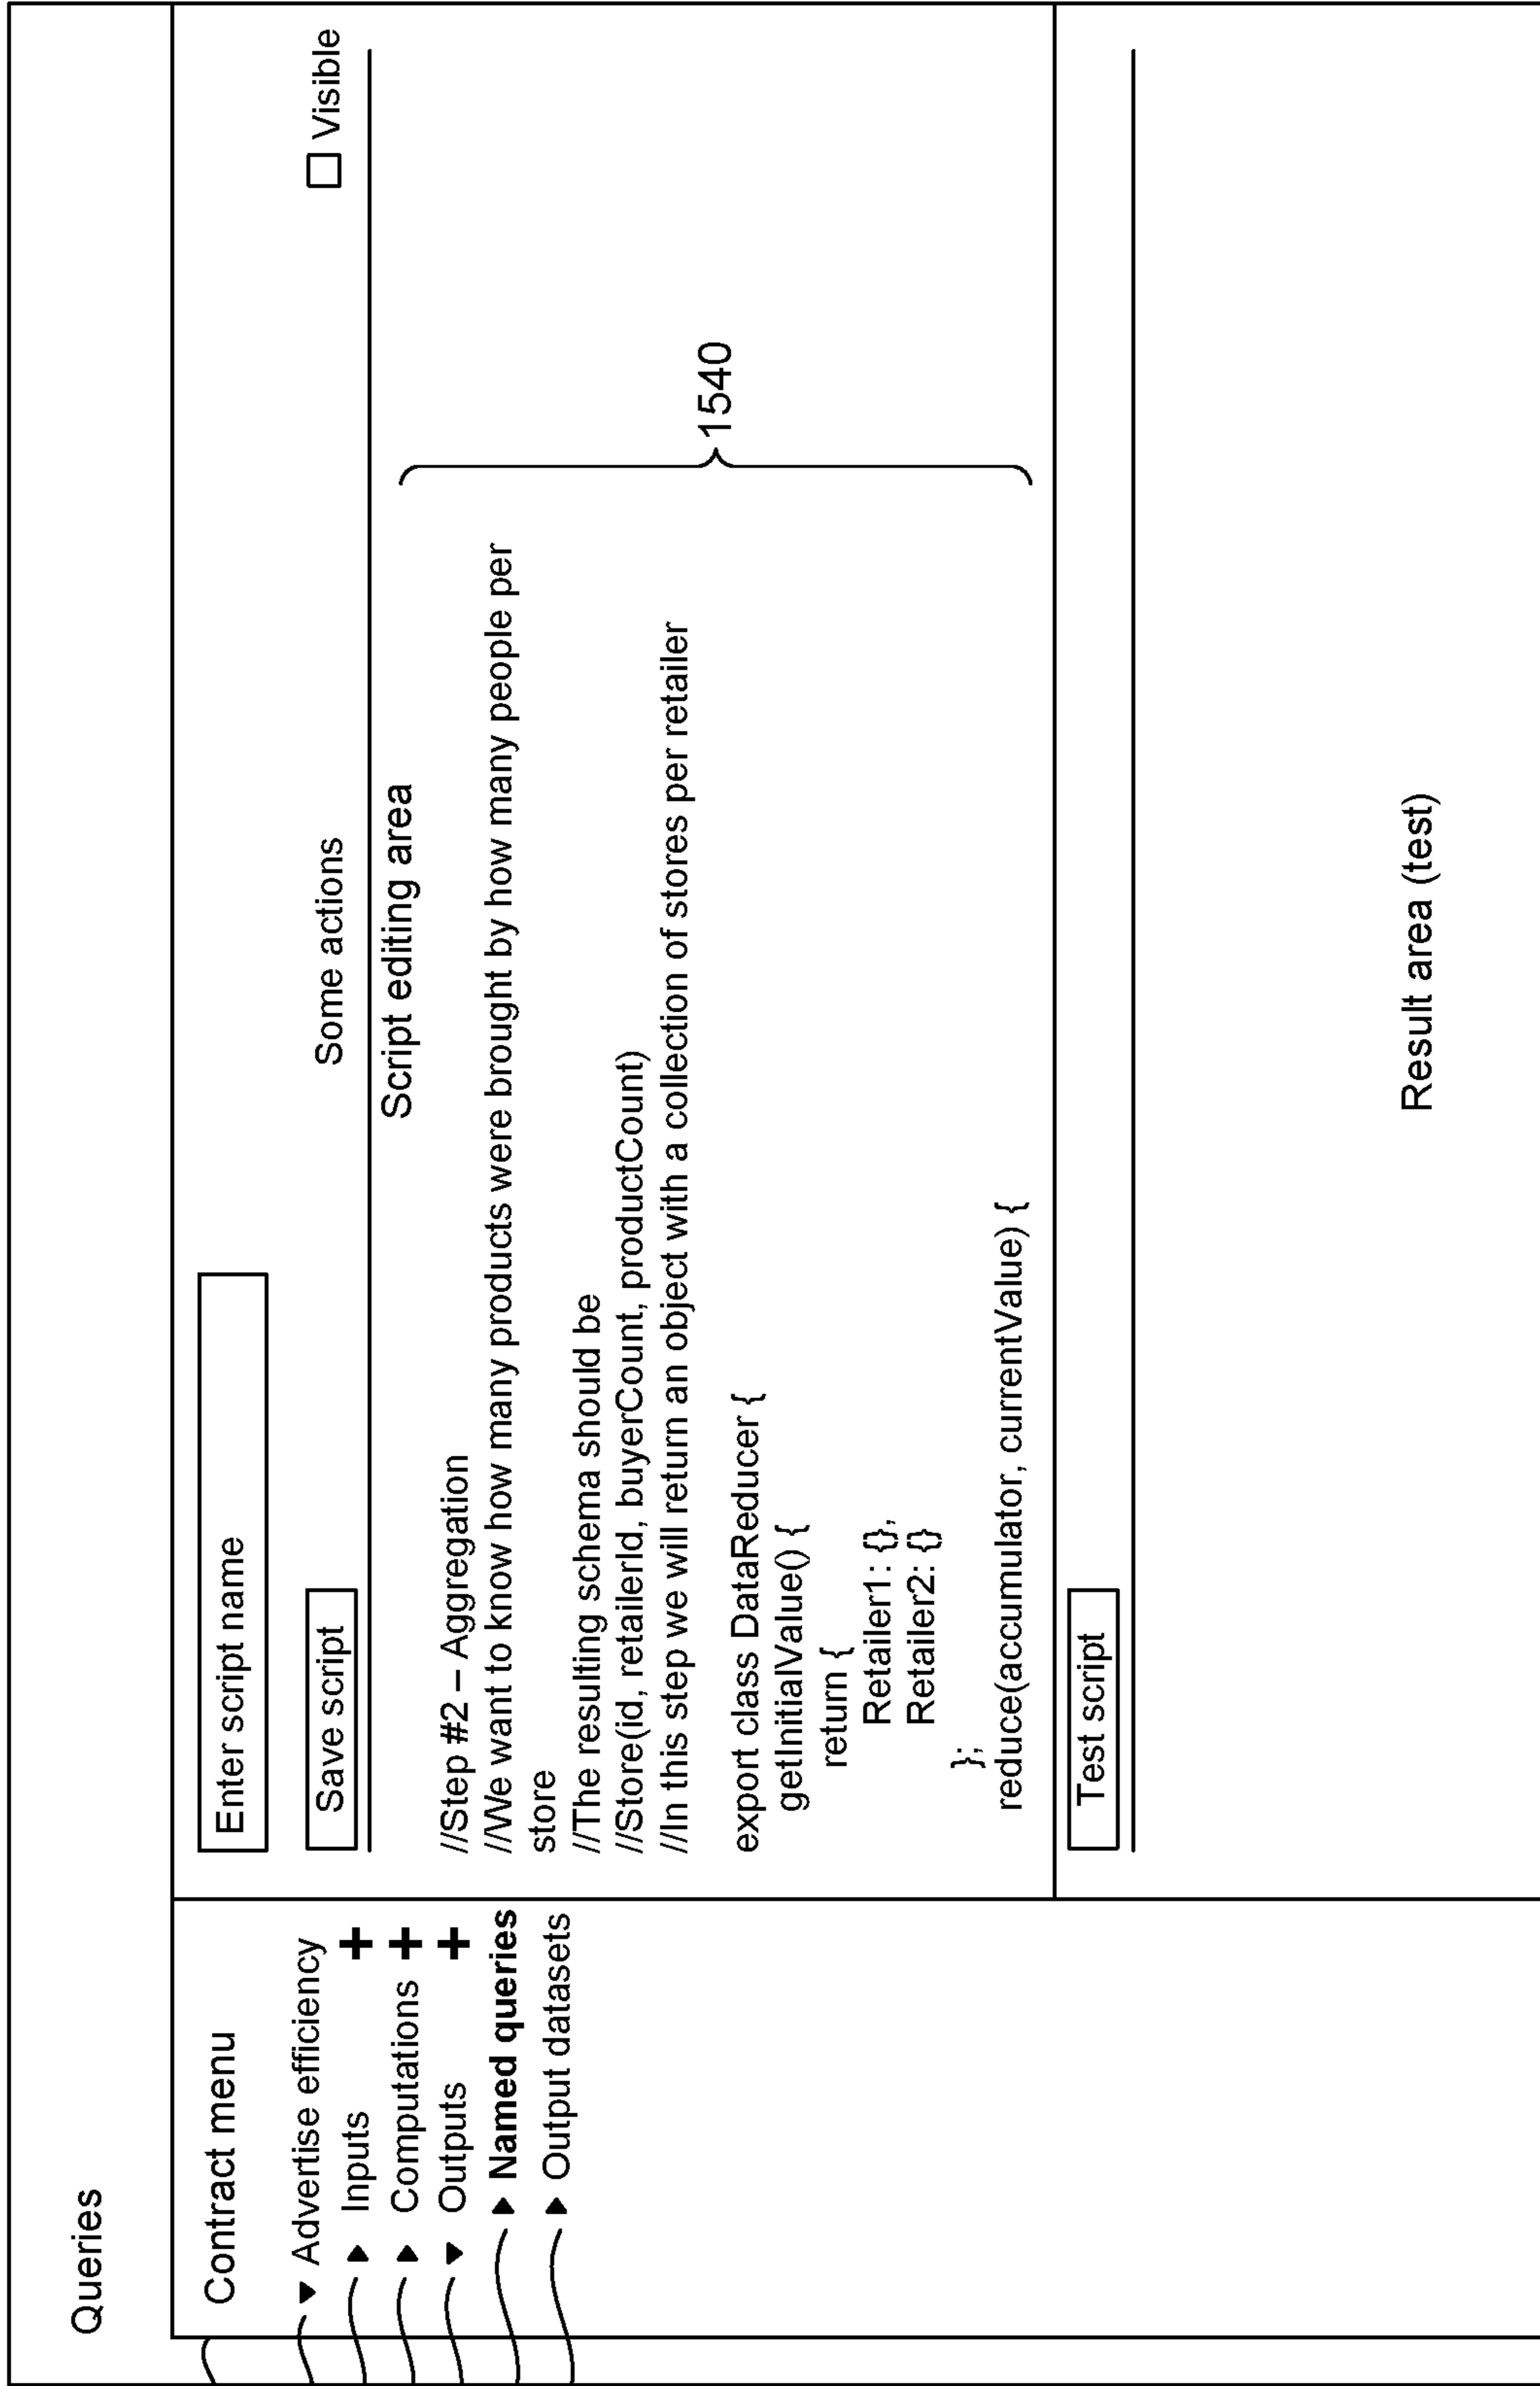 Queries
Contract menu
Advertise efficiency
Inputs +
Computations +
Outputs +
Named queries
Output datasets
Enter script name
Save script
Some actions
Visible
Script editing area
//Step #2 – Aggregation
//We want to know how many products were brought by how many people per
store
//The resulting schema should be
//Store(id, retailerId, buyerCount, productCount)
//In this step we will return an object with a collection of stores per retailer
export class DataReducer {
getInitialValue() {
return {
Retailer1: {},
Retailer2: {}
};
reduce(accumulator, currentValue) {
1540
Test script
Result area (test)